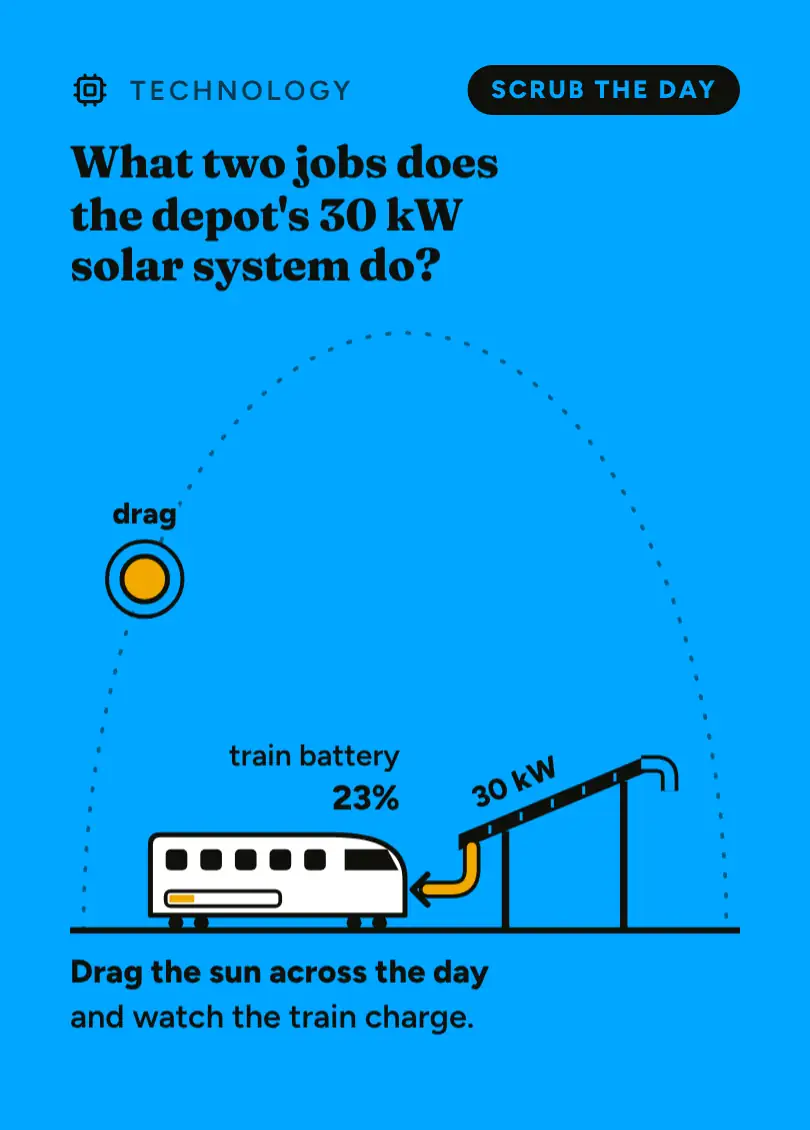 TECHNOLOGY
SCRUB THE DAY
What two jobs does
the depot's 30 kW
solar system do?
drag
train battery
23%
30 kW
Drag the sun across the day
and watch the train charge.